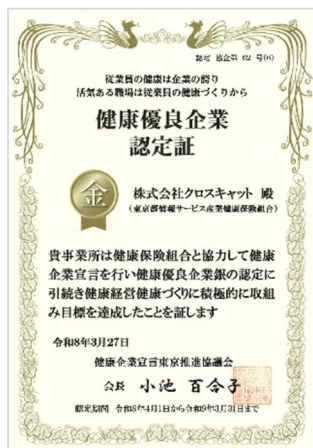 認定 協企第 62 号(6)
従業員の健康は企業の誇り
活気ある職場は従業員の健康づくりから
健康優良企業
認定証
金
株式会社クロスキャット 殿
(東京都情報サービス産業健康保険組合)
貴事業所は健康保険組合と協力して健康
企業宣言を行い健康優良企業銀の認定に
引続き健康経営健康づくりに積極的に取組
み目標を達成したことを証します
令和8年3月27日
健康企業宣言東京推進協議会
会長 小池 百合子
認定期間 令和8年4月1日から令和9年3月31日まで